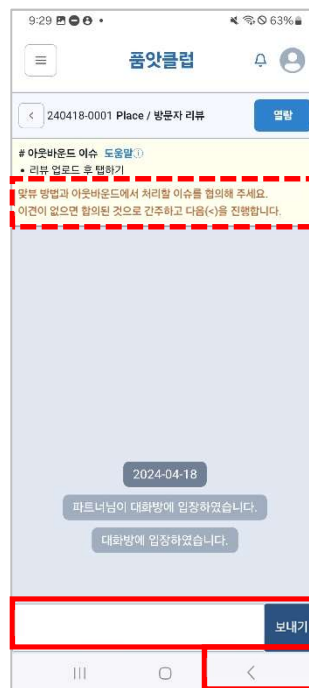 9:29
63%
품앗클럽
240418-0001 Place / 방문자 리뷰
열람
# 아웃바운드 이슈 도움말ⓘ
• 리뷰 업로드 후 탭하기
맞뷰 방법과 아웃바운드에서 처리할 이슈를 협의해 주세요.
이견이 없으면 합의된 것으로 간주하고 다음(<)을 진행합니다.
2024-04-18
파트너님이 대화방에 입장하였습니다.
대화방에 입장하였습니다.
보내기